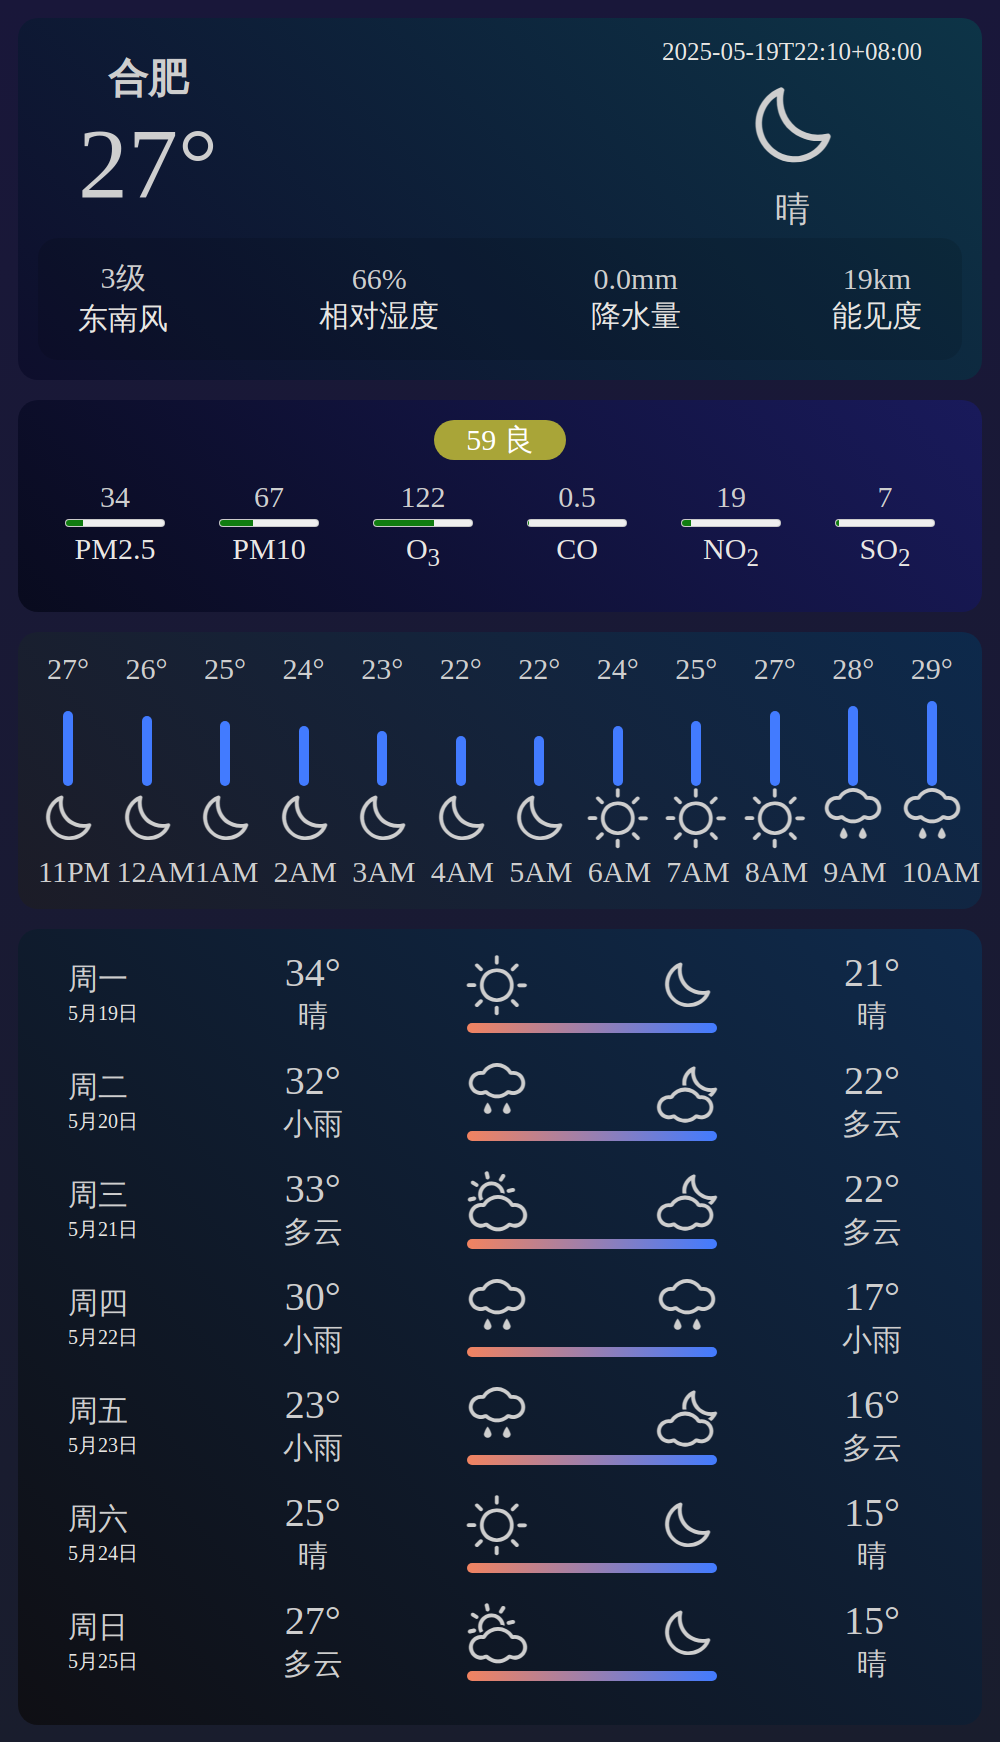 合肥
27°
2025-05-19T22:10+08:00
晴
3级 66% 0.0mm 19km
东南风 相对湿度 降水量 能见度
59 良
34 67 122 0.5 19 7
PM2.5 PM10 O3 CO NO2 SO2
27° 26° 25° 24° 23° 22° 22° 24° 25° 27° 28° 29°
11PM 12AM 1AM 2AM 3AM 4AM 5AM 6AM 7AM 8AM 9AM 10AM
周一 34° 21°
5月19日 晴 晴
周二 32° 22°
5月20日 小雨 多云
周三 33° 22°
5月21日 多云 多云
周四 30° 17°
5月22日 小雨 小雨
周五 23° 16°
5月23日 小雨 多云
周六 25° 15°
5月24日 晴 晴
周日 27° 15°
5月25日 多云 晴